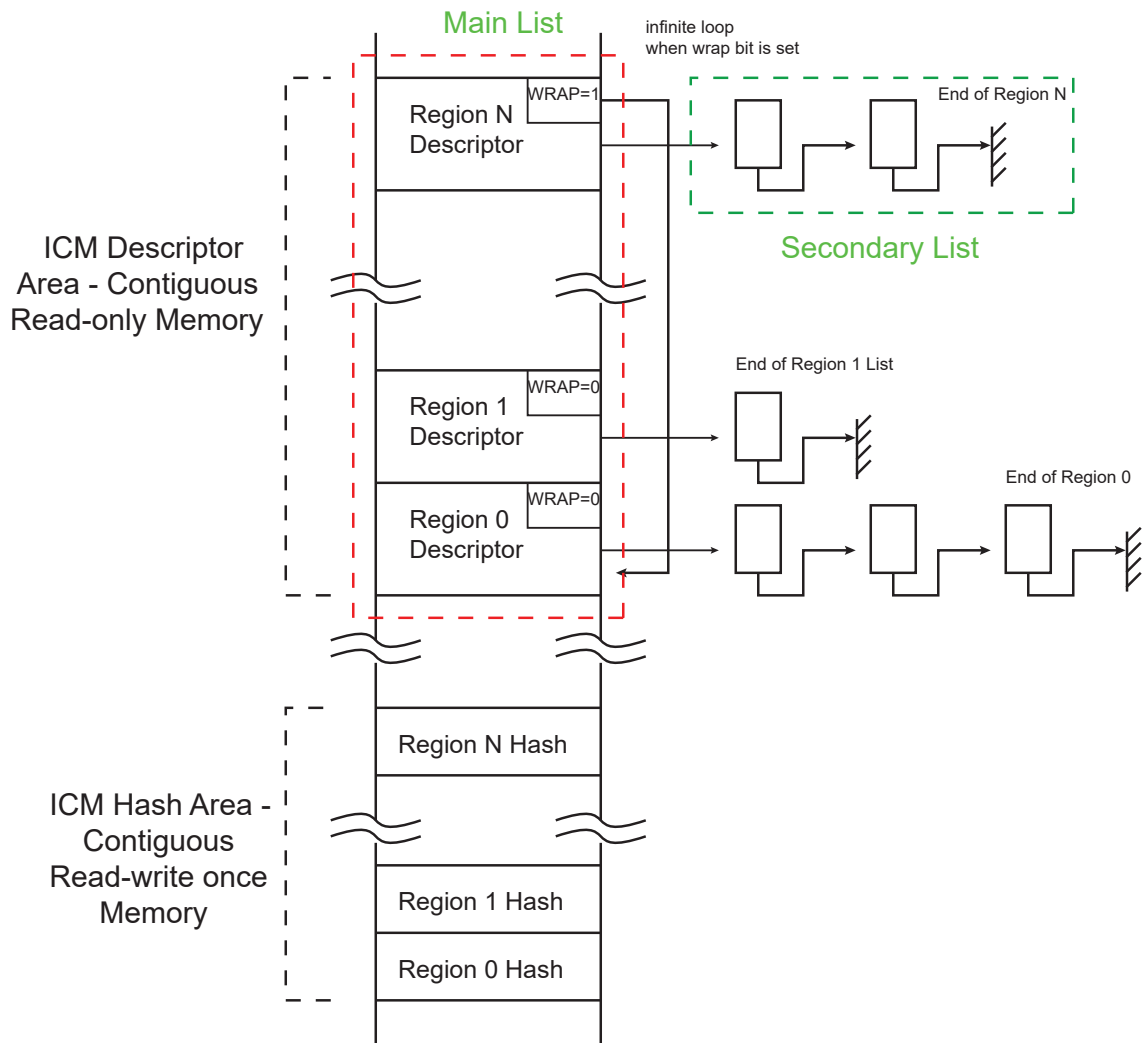 Main List
infinite loop
when wrap bit is set
WRAP=1
End of Region N
Region N
Descriptor
Secondary List
ICM Descriptor
Area - Contiguous
Read-only Memory
End of Region 1 List
WRAP=0
Region 1
Descriptor
End of Region 0
WRAP=0
Region 0
Descriptor
Region N Hash
ICM Hash Area -
Contiguous
Read-write once
Memory
Region 1 Hash
Region 0 Hash